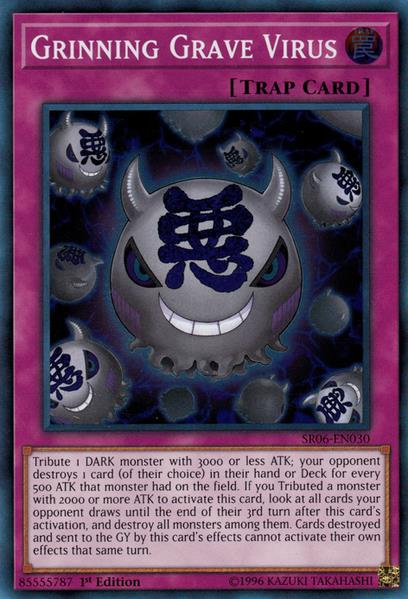 GRINNING GRAVE VIRUS 罠
[TRAP CARD]
悪
悪
悪
SR06-EN030
Tribute 1 DARK monster with 3000 or less ATK; your opponent
destroys 1 card (of their choice) in their hand or Deck for every
500 ATK that monster had on the field. If you Tributed a monster
with 2000 or more ATK to activate this card, look at all cards your
opponent draws until the end of their 3rd turn after this card's
activation, and destroy all monsters among them. Cards destroyed
and sent to the GY by this card's effects cannot activate their own
effects that same turn.
85555787 1st Edition ©1996 KAZUKI TAKAHASHI